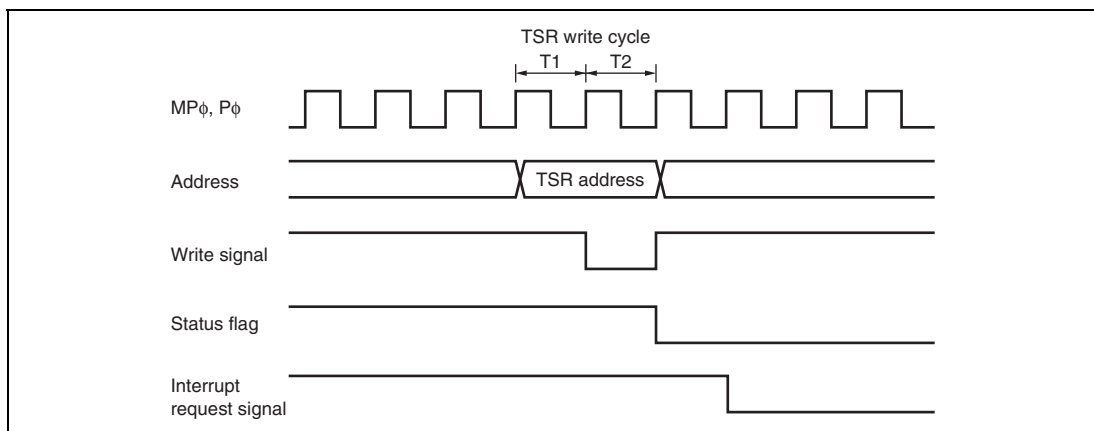 TSR write cycle
T1 T2
MPϕ, Pϕ
Address
TSR address
Write signal
Status flag
Interrupt
request signal